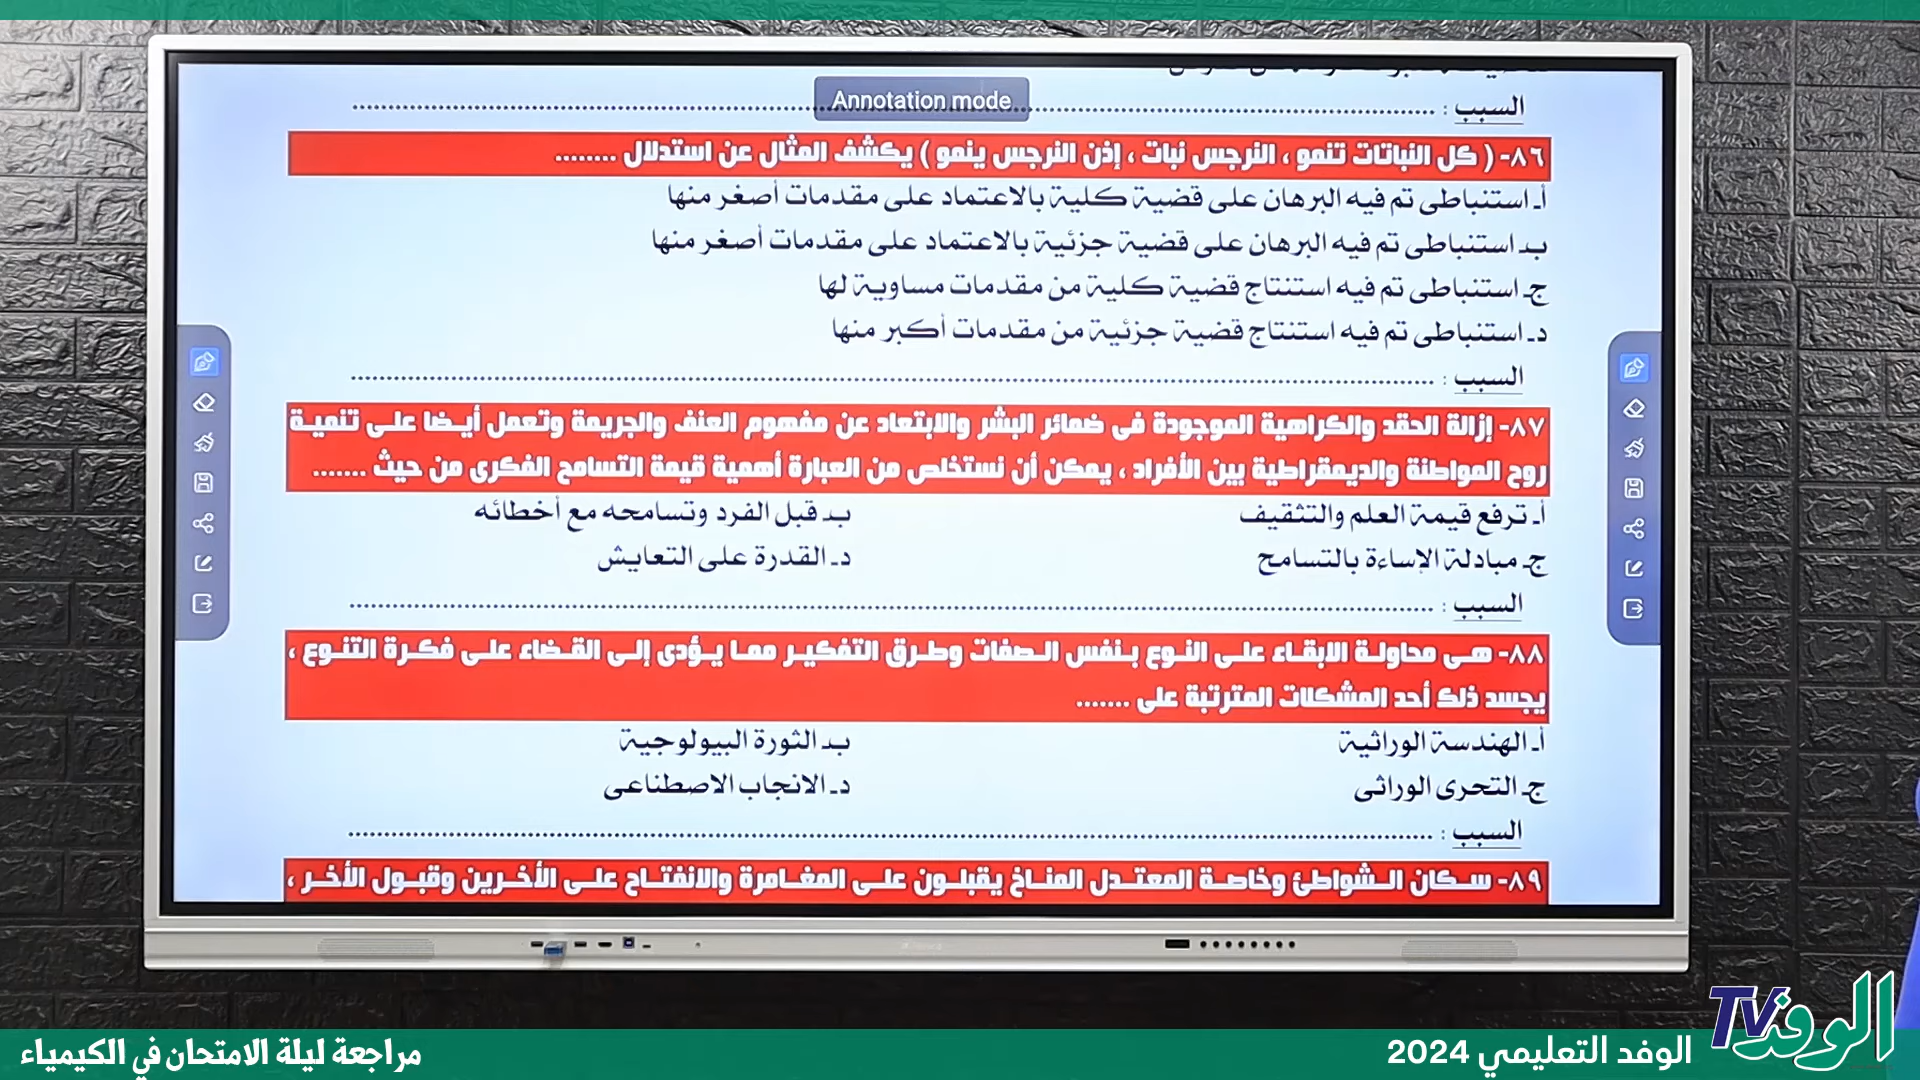 Annotation mode
السبب :
٨٦- ( كل النباتات تنمو ، النرجس نبات ، إذن النرجس ينمو ) يكشف المثال عن استدلال ........
أ- استنباطى تم فيه البرهان على قضية كلية بالاعتماد على مقدمات أصغر منها
ب- استنباطى تم فيه البرهان على قضية جزئية بالاعتماد على مقدمات أصغر منها
ج- استنباطى تم فيه استنتاج قضية كلية من مقدمات مساوية لها
د- استنباطى تم فيه استنتاج قضية جزئية من مقدمات أكبر منها
السبب :
٨٧- إزالة الحقد والكراهية الموجودة فى ضمائر البشر والابتعاد عن مفهوم العنف والجريمة وتعمل أيضا على تنمية
روح المواطنة والديمقراطية بين الأفراد ، يمكن أن نستخلص من العبارة أهمية قيمة التسامح الفكرى من حيث .......
أ- ترفع قيمة العلم والتثقيف
ب- قبل الفرد وتسامحه مع أخطائه
ج- مبادلة الإساءة بالتسامح
د- القدرة على التعايش
السبب :
٨٨- هى محاولة الابقاء على النوع بنفس الصفات وطرق التفكير مما يؤدى إلى القضاء على فكرة التنوع ،
يجسد ذلك أحد المشكلات المترتبة على .......
أ- الهندسة الوراثية
ب- الثورة البيولوجية
ج- التحرى الوراثى
د- الانجاب الاصطناعى
السبب :
٨٩- سكان الشواطئ وخاصة المعتدل المناخ يقبلون على المغامرة والانفتاح على الأخرين وقبول الأخر ،
الوفد TV
الوفد التعليمي 2024
مراجعة ليلة الامتحان في الكيمياء